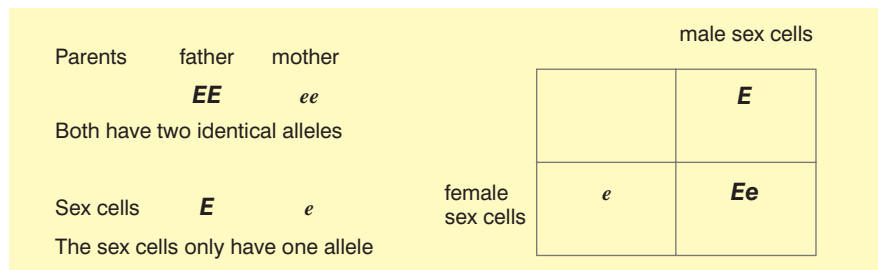 Parents father mother
EE ee
Both have two identical alleles
Sex cells E e
The sex cells only have one allele
male sex cells
E
female
sex cells
e Ee